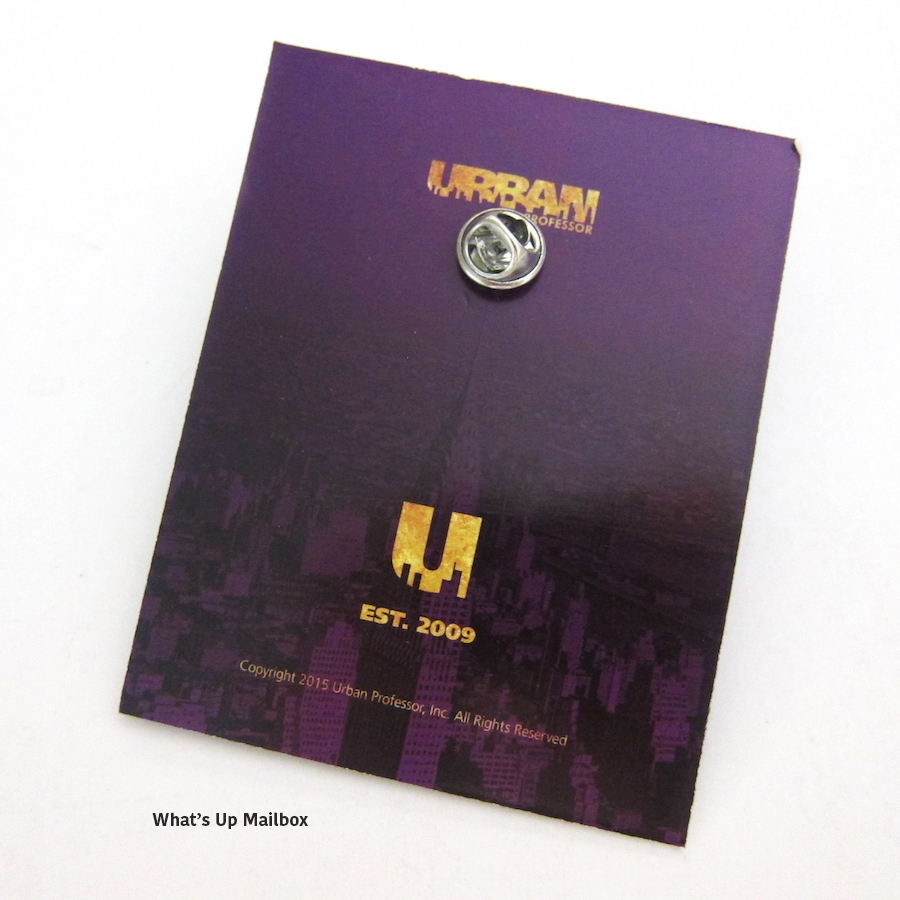 URBAN
PROFESSOR
U
EST. 2009
Copyright 2015 Urban Professor, Inc. All Rights Reserved
What's Up Mailbox